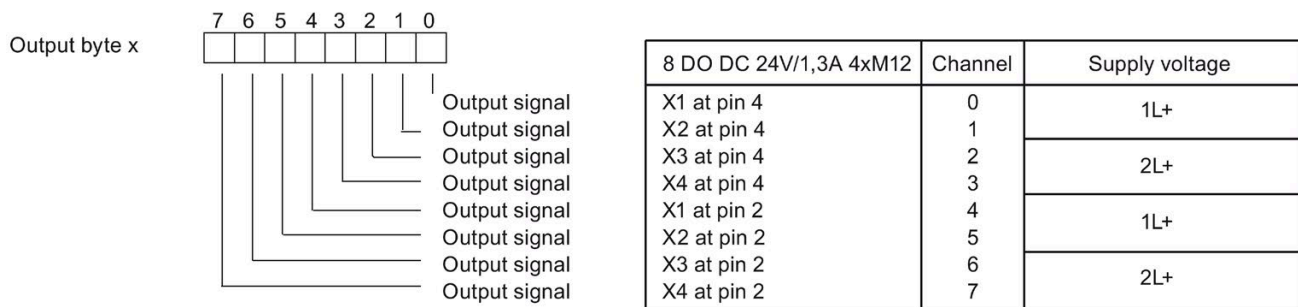 7 6 5 4 3 2 1 0
Output byte x
8 DO DC 24V/1,3A 4xM12 Channel Supply voltage
Output signal X1 at pin 4 0 1L+
Output signal X2 at pin 4 1
Output signal X3 at pin 4 2 2L+
Output signal X4 at pin 4 3
Output signal X1 at pin 2 4 1L+
Output signal X2 at pin 2 5
Output signal X3 at pin 2 6 2L+
Output signal X4 at pin 2 7